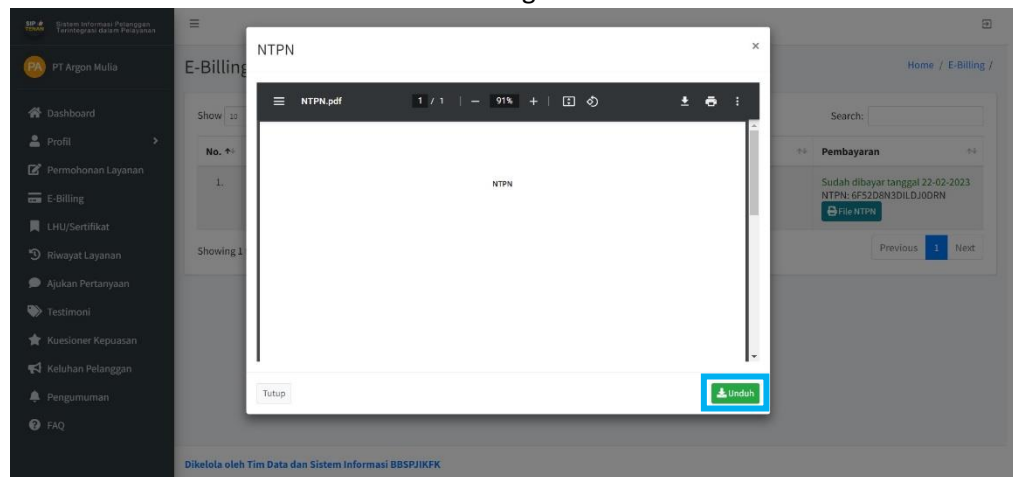 SIP
TENAN
Sistem Informasi Pelanggan
Terintegrasi dalam Pelayanan
PA PT Argon Mulia
Dashboard
Profil
Permohonan Layanan
E-Billing
LHU/Sertifikat
Riwayat Layanan
Ajukan Pertanyaan
Testimoni
Kuesioner Kepuasan
Keluhan Pelanggan
Pengumuman
FAQ
E-Billing
Home / E-Billing /
Show 10
Search:
No.
Pembayaran
1.
Sudah dibayar tanggal 22-02-2023
NTPN: 6F52D8N3DILDJ0DRN
File NTPN
Showing 1
Previous 1 Next
NTPN ×
NTPN.pdf 1 / 1 | − 91% + |
NTPN
Tutup
Unduh
Dikelola oleh Tim Data dan Sistem Informasi BBSPJIKFK